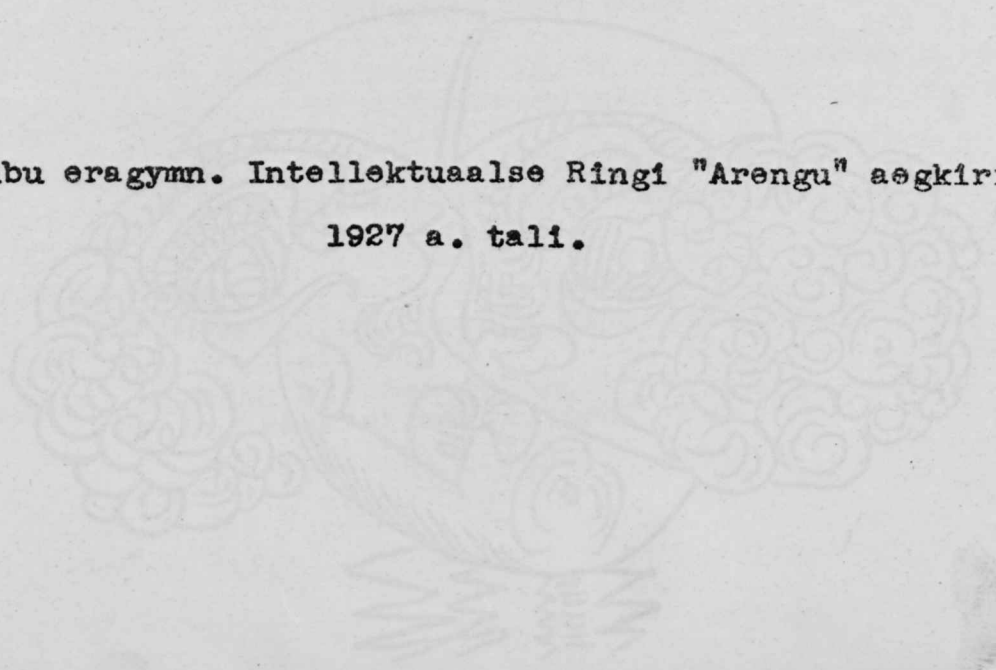 bu eragymn. Intellektuaalse Ringi "Arengu" aegkir
1927 a. tali.